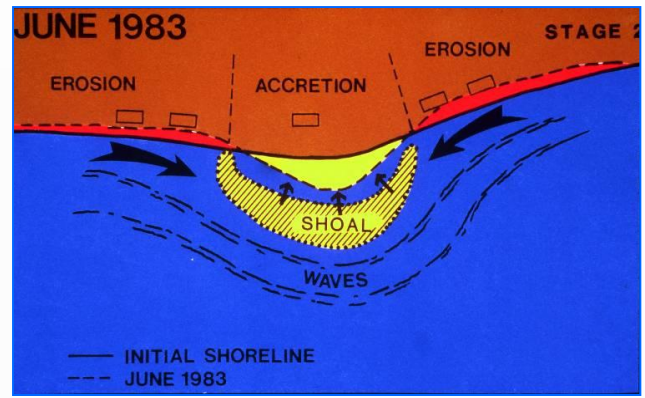 JUNE 1983
STAGE 2
EROSION
EROSION
ACCRETION
SHOAL
WAVES
INITIAL SHORELINE
JUNE 1983